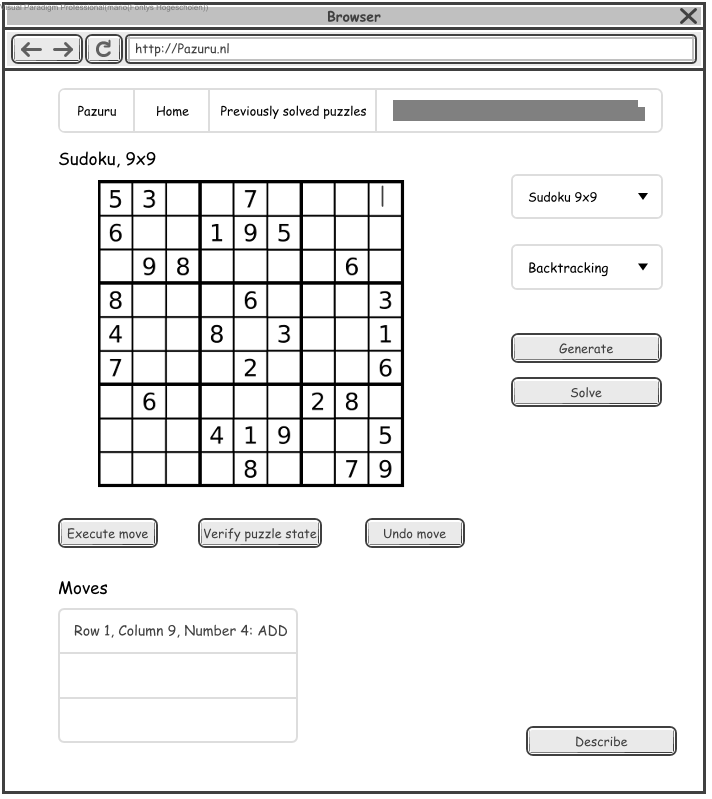 Visual Paradigm Professional(mano(Fontys Hogescholen))
Browser
http://Pazuru.nl
Pazuru Home Previously solved puzzles
Sudoku, 9x9
5 3 7
6 1 9 5
9 8 6
8 6 3
4 8 3 1
7 2 6
6 2 8
4 1 9 5
8 7 9
Sudoku 9x9
Backtracking
Generate
Solve
Execute move Verify puzzle state Undo move
Moves
Row 1, Column 9, Number 4: ADD
Describe